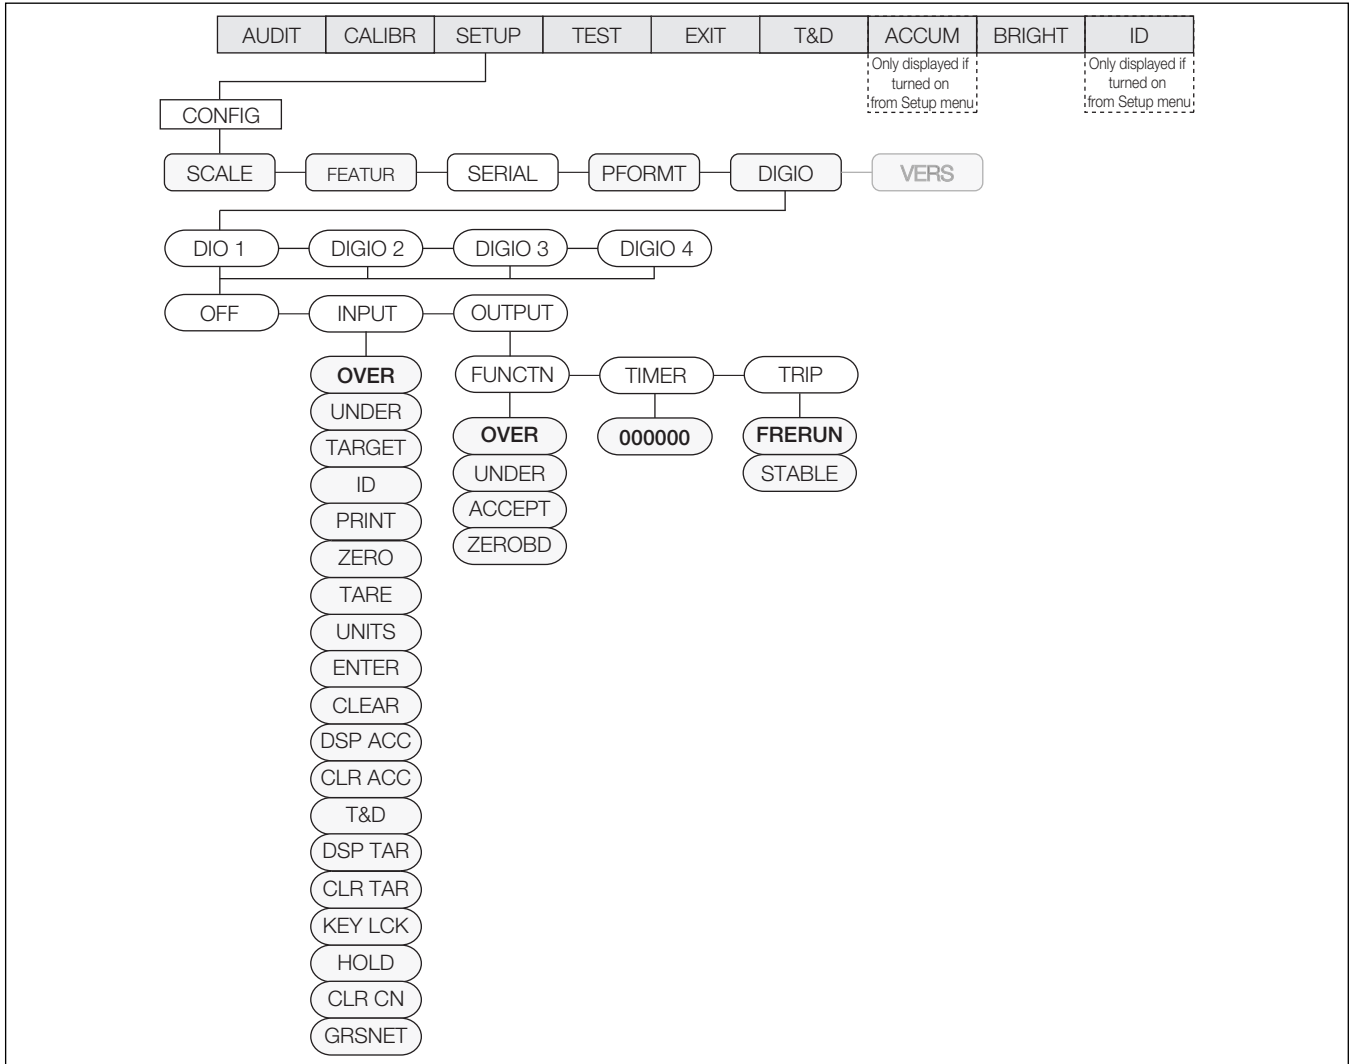 AUDIT CALIBR SETUP TEST EXIT T&D ACCUM BRIGHT ID
Only displayed if
turned on
from Setup menu
Only displayed if
turned on
from Setup menu
CONFIG
SCALE FEATUR SERIAL PFORMT DIGIO VERS
DIO 1 DIGIO 2 DIGIO 3 DIGIO 4
OFF INPUT OUTPUT
OVER
UNDER
TARGET
ID
PRINT
ZERO
TARE
UNITS
ENTER
CLEAR
DSP ACC
CLR ACC
T&D
DSP TAR
CLR TAR
KEY LCK
HOLD
CLR CN
GRSNET
FUNCTN TIMER TRIP
OVER
UNDER
ACCEPT
ZEROBD
000000
FRERUN
STABLE